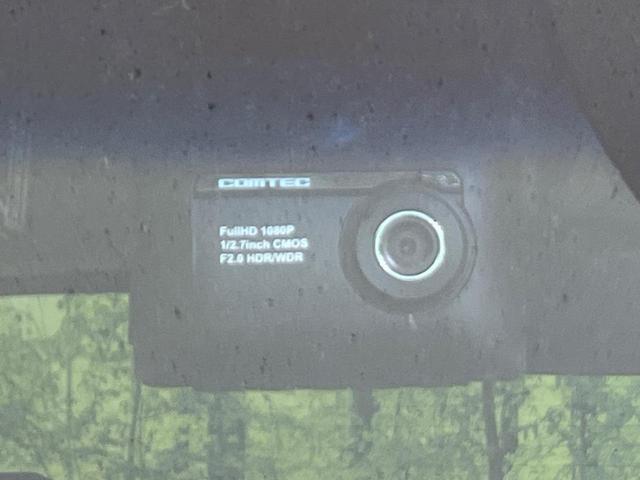 COMTEC
FullHD 1080P
1/2.7inch CMOS
F2.0 HDR/WDR